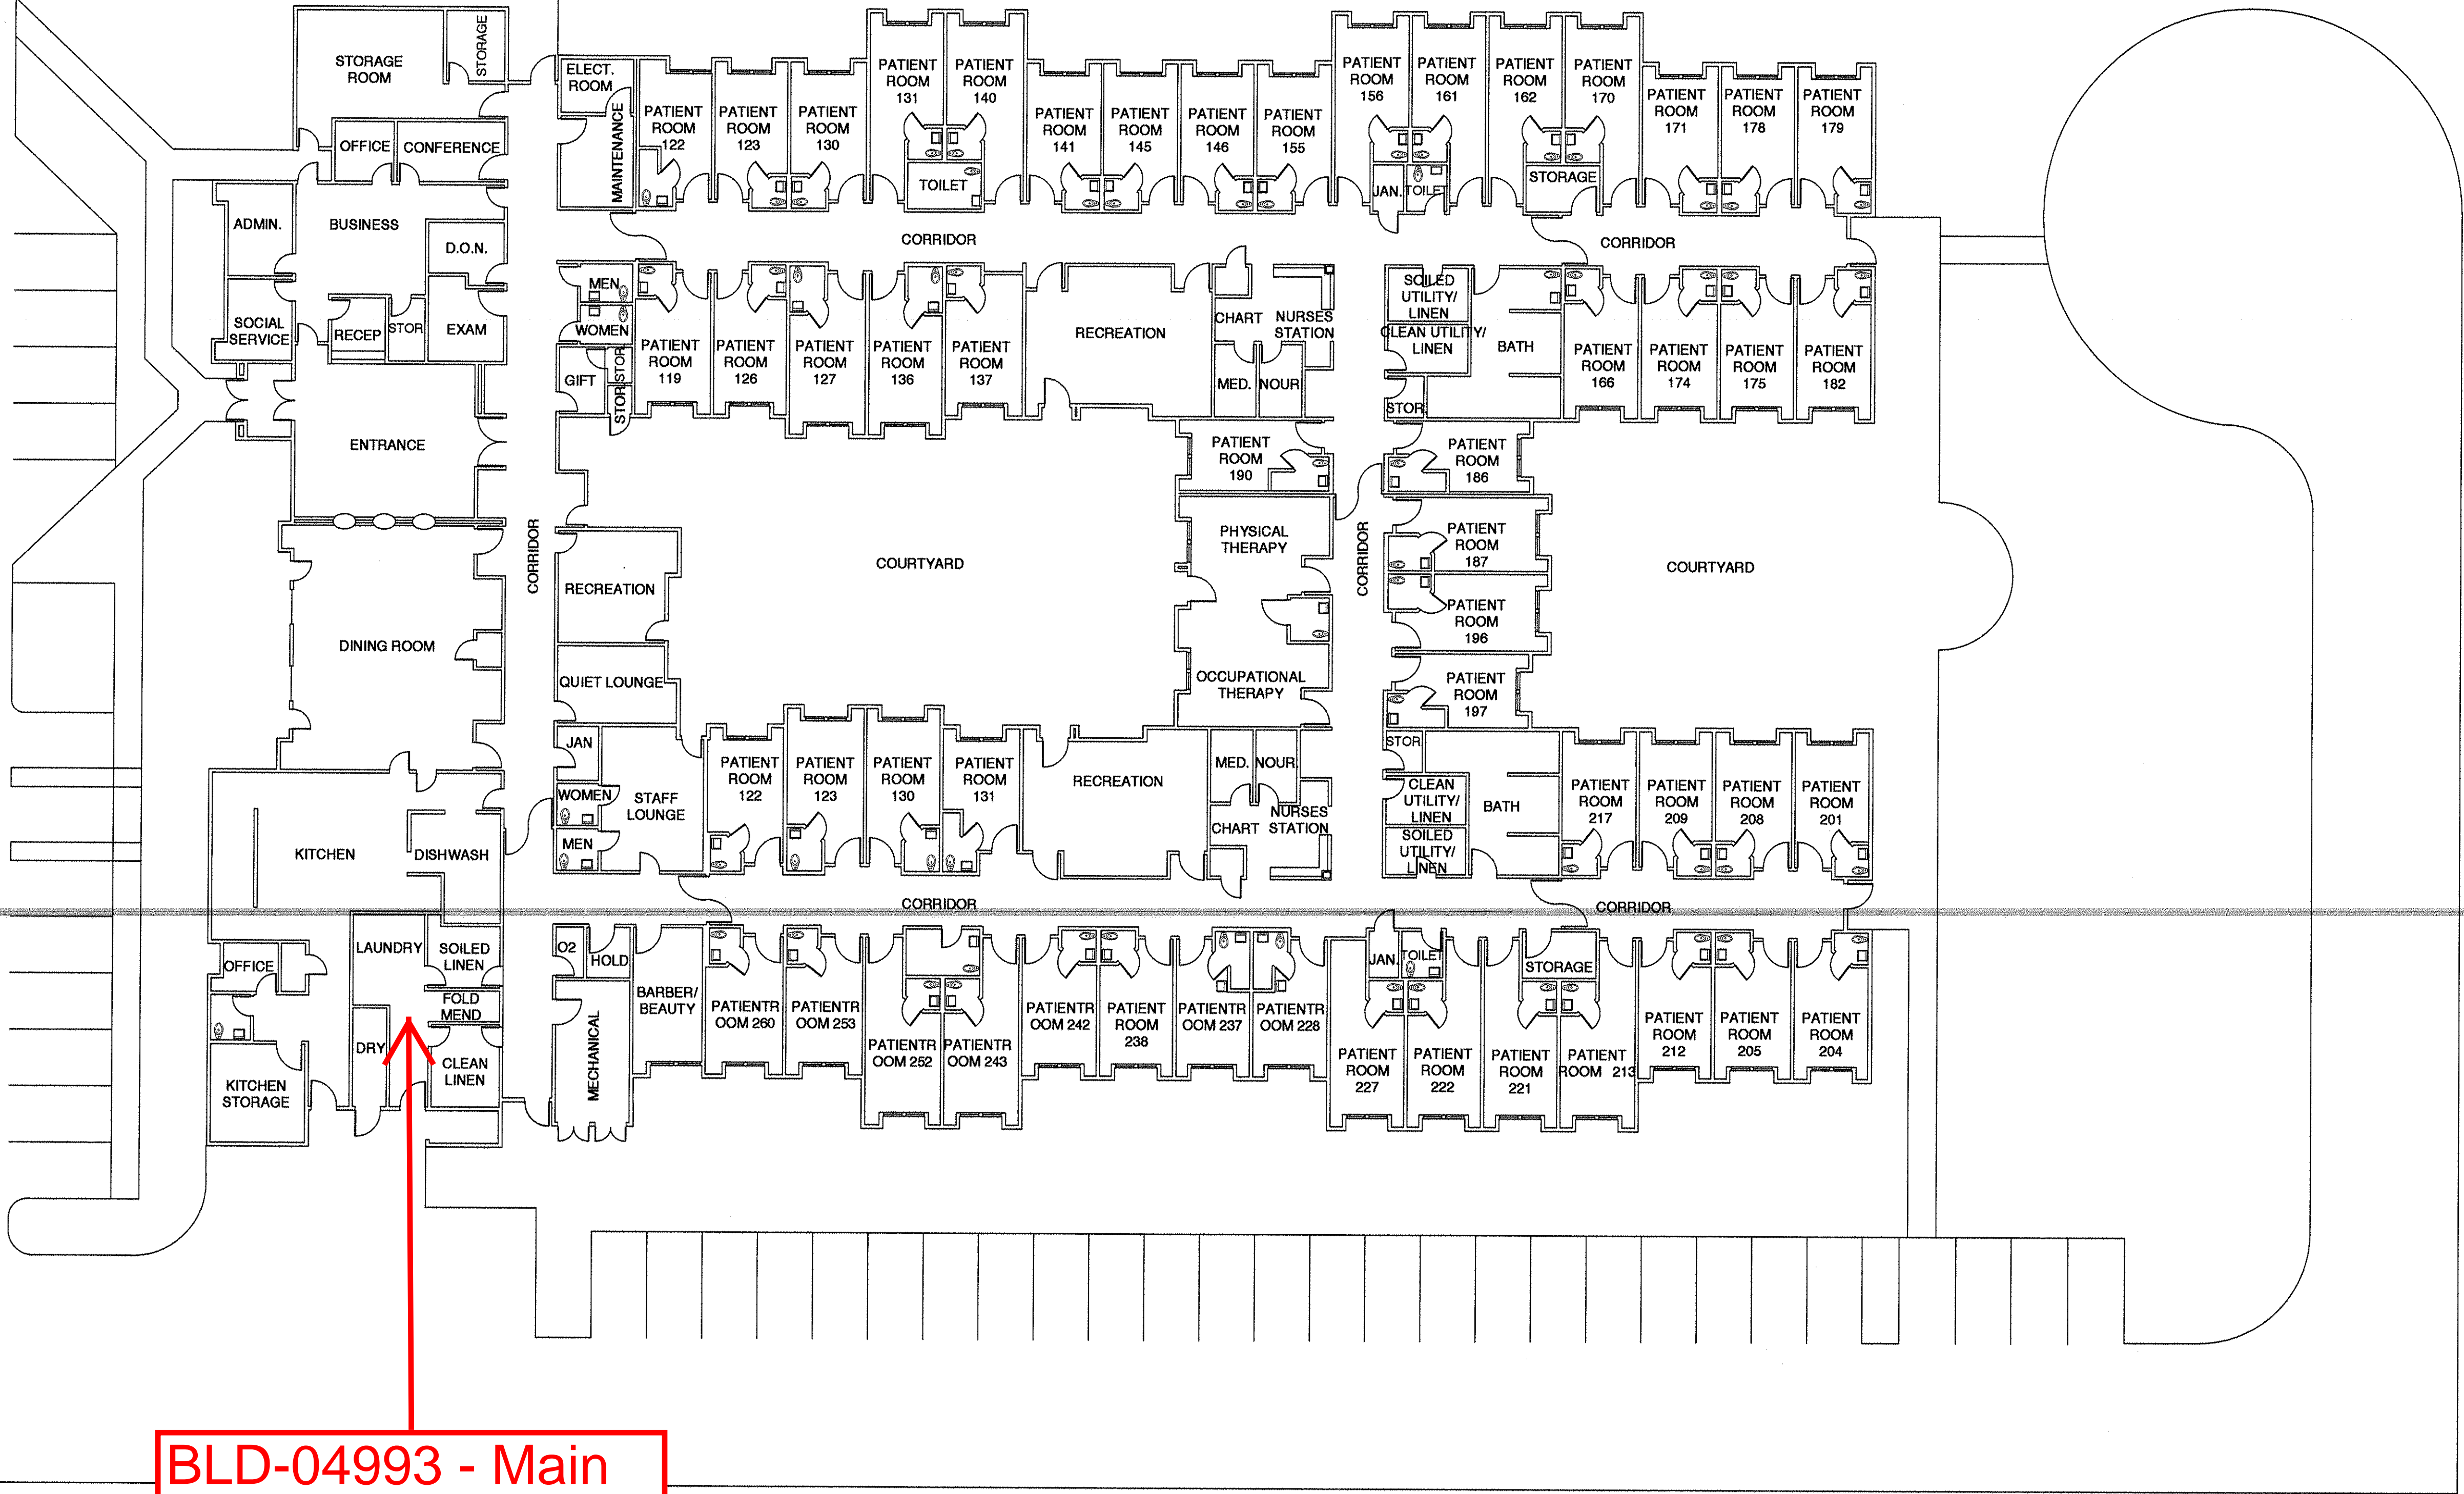 STORAGE
ROOM
STORAGE
OFFICE
CONFERENCE
ELECT.
ROOM
MAINTENANCE
PATIENT
ROOM
122
PATIENT
ROOM
123
PATIENT
ROOM
130
PATIENT
ROOM
131
PATIENT
ROOM
140
TOILET
PATIENT
ROOM
141
PATIENT
ROOM
145
PATIENT
ROOM
146
PATIENT
ROOM
155
PATIENT
ROOM
156
PATIENT
ROOM
161
JAN.
TOILET
PATIENT
ROOM
162
PATIENT
ROOM
170
STORAGE
PATIENT
ROOM
171
PATIENT
ROOM
178
PATIENT
ROOM
179
ADMIN.
BUSINESS
D.O.N.
SOCIAL
SERVICE
RECEP
STOR
EXAM
CORRIDOR
CORRIDOR
MEN
WOMEN
GIFT
STOR
STOR
PATIENT
ROOM
119
PATIENT
ROOM
126
PATIENT
ROOM
127
PATIENT
ROOM
136
PATIENT
ROOM
137
RECREATION
CHART
NURSES
STATION
MED.
NOUR.
SOILED
UTILITY/
LINEN
CLEAN UTILITY/
LINEN
BATH
STOR.
PATIENT
ROOM
166
PATIENT
ROOM
174
PATIENT
ROOM
175
PATIENT
ROOM
182
ENTRANCE
CORRIDOR
PATIENT
ROOM
190
PATIENT
ROOM
186
PHYSICAL
THERAPY
CORRIDOR
PATIENT
ROOM
187
COURTYARD
COURTYARD
RECREATION
PATIENT
ROOM
196
DINING ROOM
QUIET LOUNGE
OCCUPATIONAL
THERAPY
PATIENT
ROOM
197
JAN
WOMEN
MEN
STAFF
LOUNGE
PATIENT
ROOM
122
PATIENT
ROOM
123
PATIENT
ROOM
130
PATIENT
ROOM
131
RECREATION
MED.
NOUR.
CHART
NURSES
STATION
STOR
CLEAN
UTILITY/
LINEN
SOILED
UTILITY/
LINEN
BATH
PATIENT
ROOM
217
PATIENT
ROOM
209
PATIENT
ROOM
208
PATIENT
ROOM
201
KITCHEN
DISHWASH
CORRIDOR
CORRIDOR
LAUNDRY
SOILED
LINEN
OFFICE
FOLD
MEND
DRY
CLEAN
LINEN
KITCHEN
STORAGE
O2
HOLD
MECHANICAL
BARBER/
BEAUTY
PATIENTR
OOM 260
PATIENTR
OOM 253
PATIENTR
OOM 252
PATIENTR
OOM 243
PATIENTR
OOM 242
PATIENT
ROOM
238
PATIENTR
OOM 237
PATIENTR
OOM 228
JAN.
TOILET
PATIENT
ROOM
227
PATIENT
ROOM
222
PATIENT
ROOM
221
STORAGE
PATIENT
ROOM 213
PATIENT
ROOM
212
PATIENT
ROOM
205
PATIENT
ROOM
204
BLD-04993 - Main